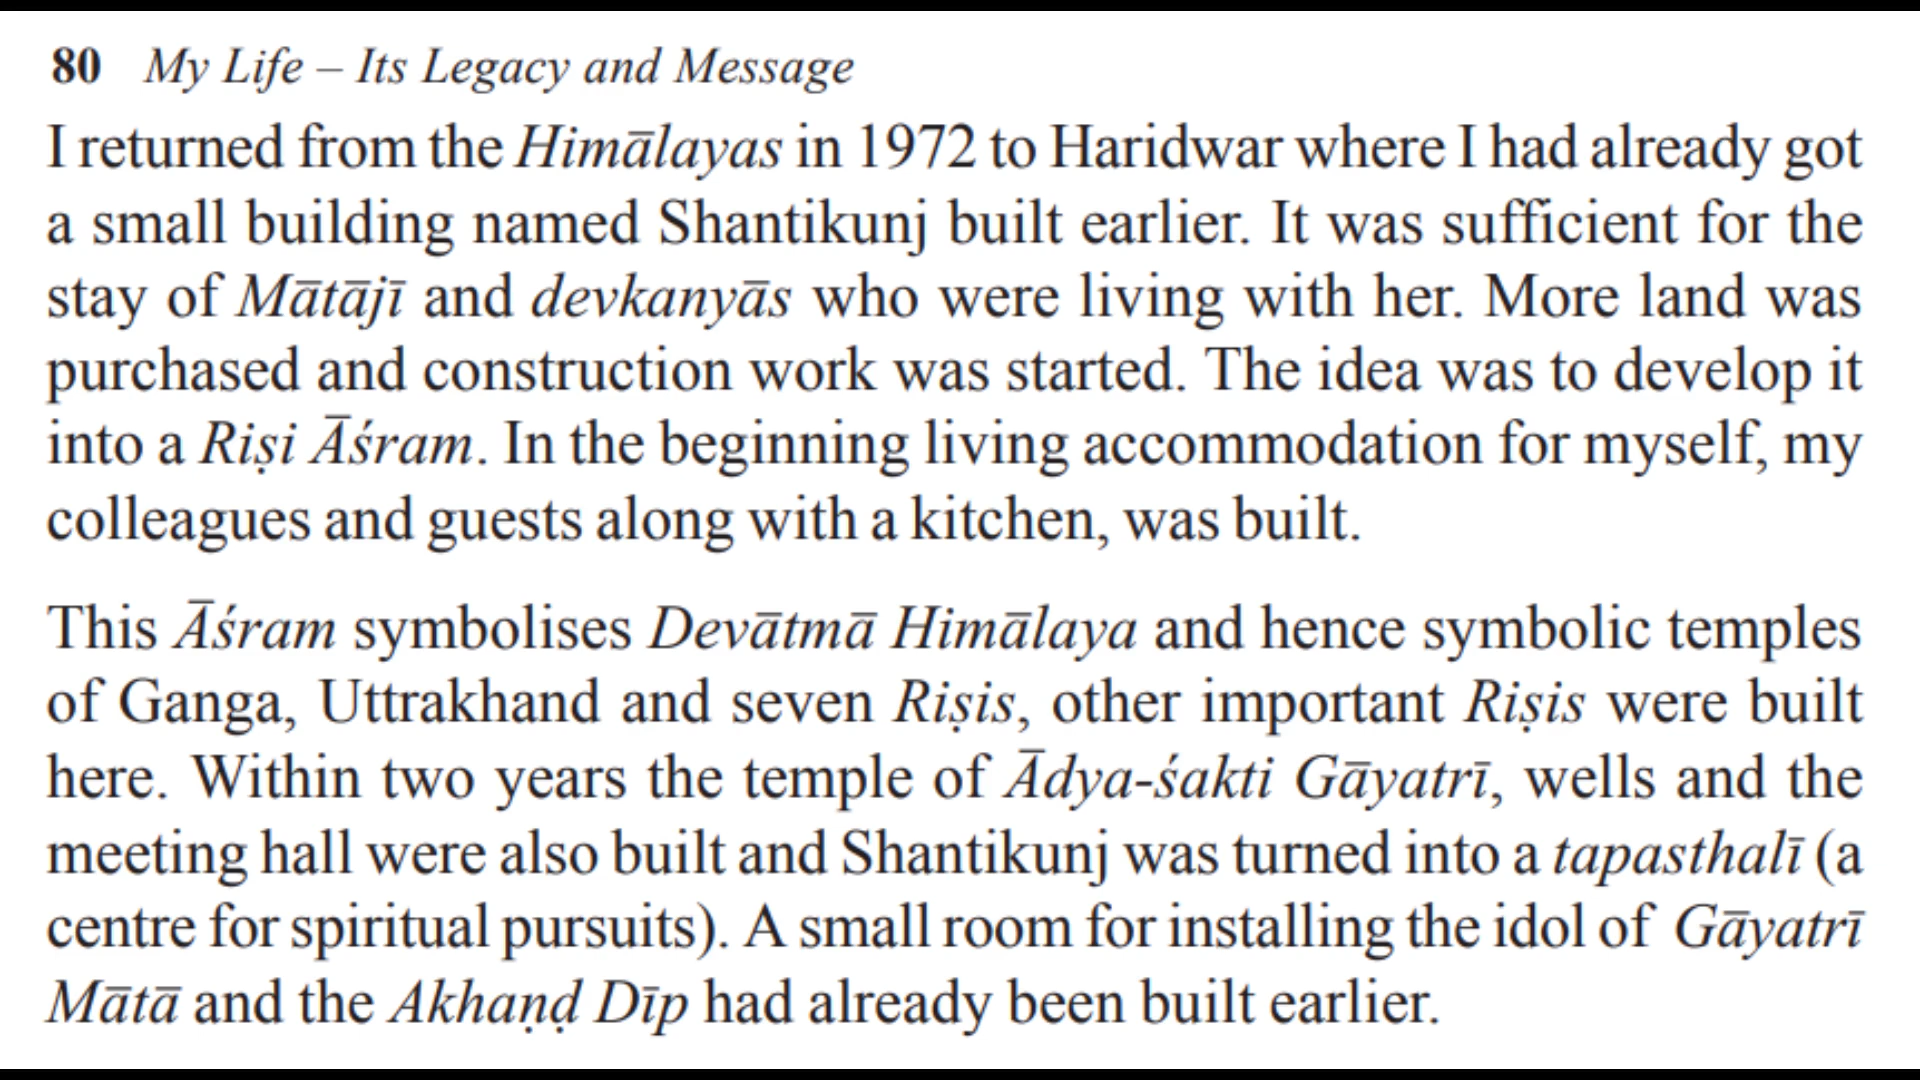 80 My Life – Its Legacy and Message
I returned from the Himālayas in 1972 to Haridwar where I had already got
a small building named Shantikunj built earlier. It was sufficient for the
stay of Mātājī and devkanyās who were living with her. More land was
purchased and construction work was started. The idea was to develop it
into a Riṣi Āśram. In the beginning living accommodation for myself, my
colleagues and guests along with a kitchen, was built.
This Āśram symbolises Devātmā Himālaya and hence symbolic temples
of Ganga, Uttrakhand and seven Riṣis, other important Riṣis were built
here. Within two years the temple of Ādya-śakti Gāyatrī, wells and the
meeting hall were also built and Shantikunj was turned into a tapasthalī (a
centre for spiritual pursuits). A small room for installing the idol of Gāyatrī
Mātā and the Akhaṇḍ Dīp had already been built earlier.